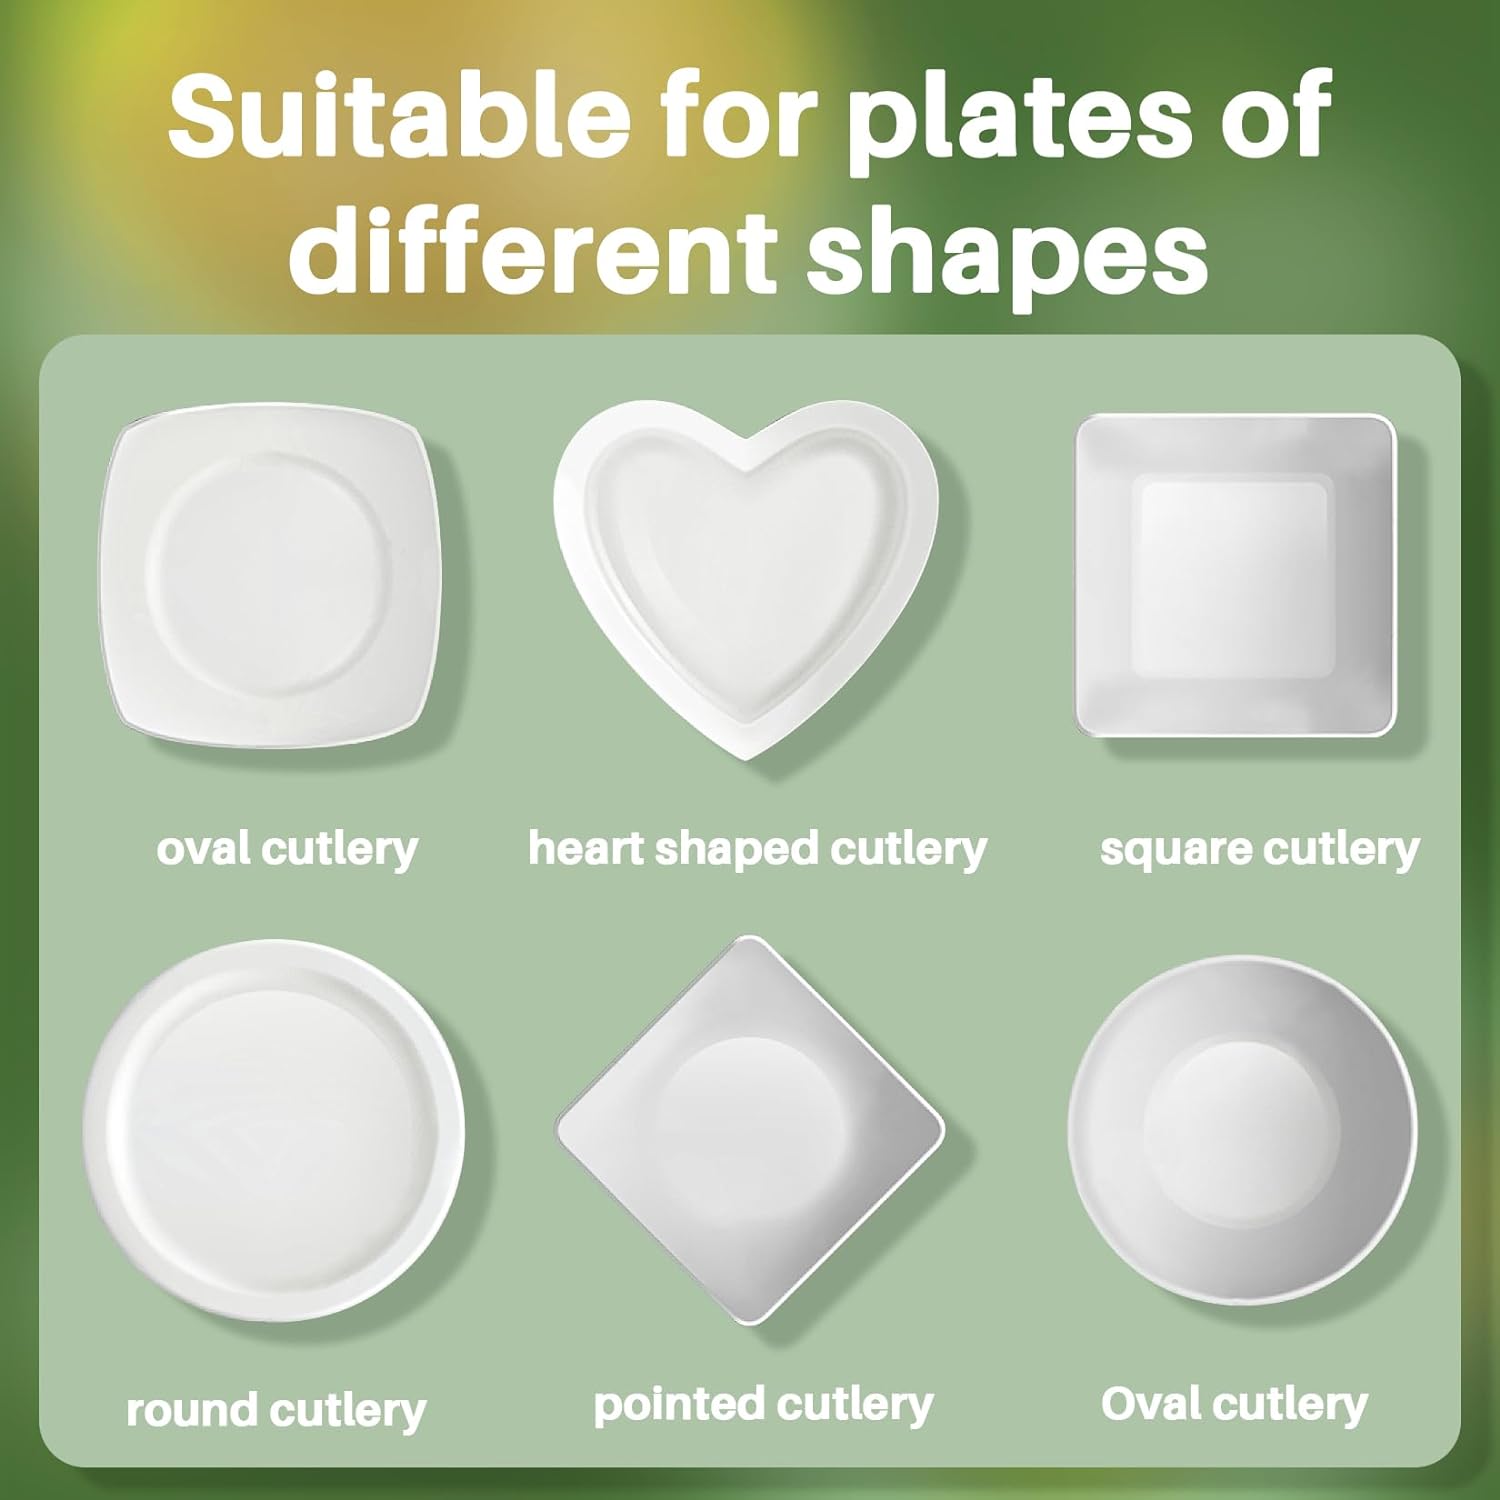 Suitable for plates of
different shapes
oval cutlery
heart shaped cutlery
square cutlery
round cutlery
pointed cutlery
Oval cutlery